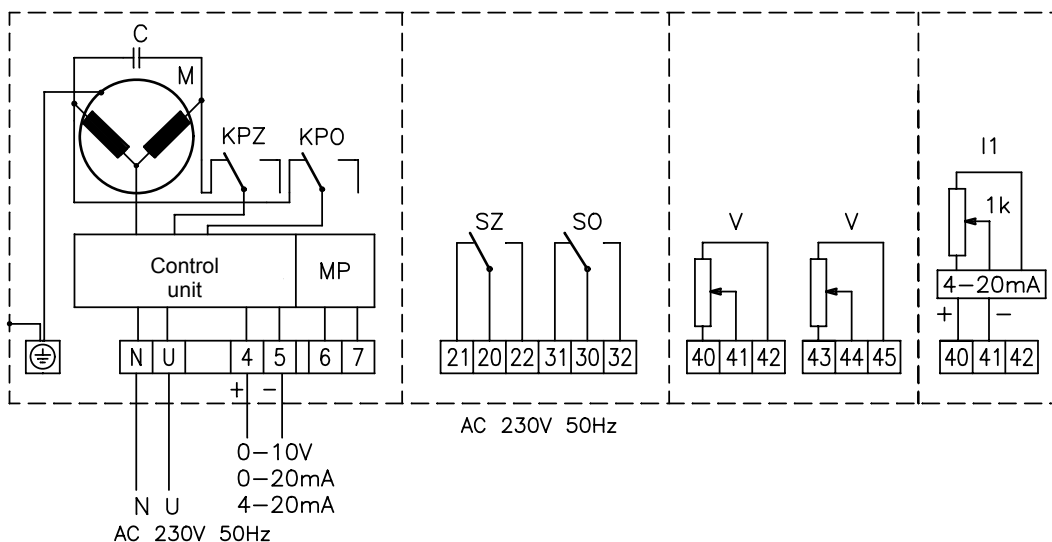 C
M
KPZ KPO
Control
unit
MP
N U 4 5 6 7
+ −
0−10V
0−20mA
4−20mA
N U
AC 230V 50Hz
SZ SO
21 20 22 31 30 32
AC 230V 50Hz
V V
40 41 42 43 44 45
I1
1k
4−20mA
+ −
40 41 42